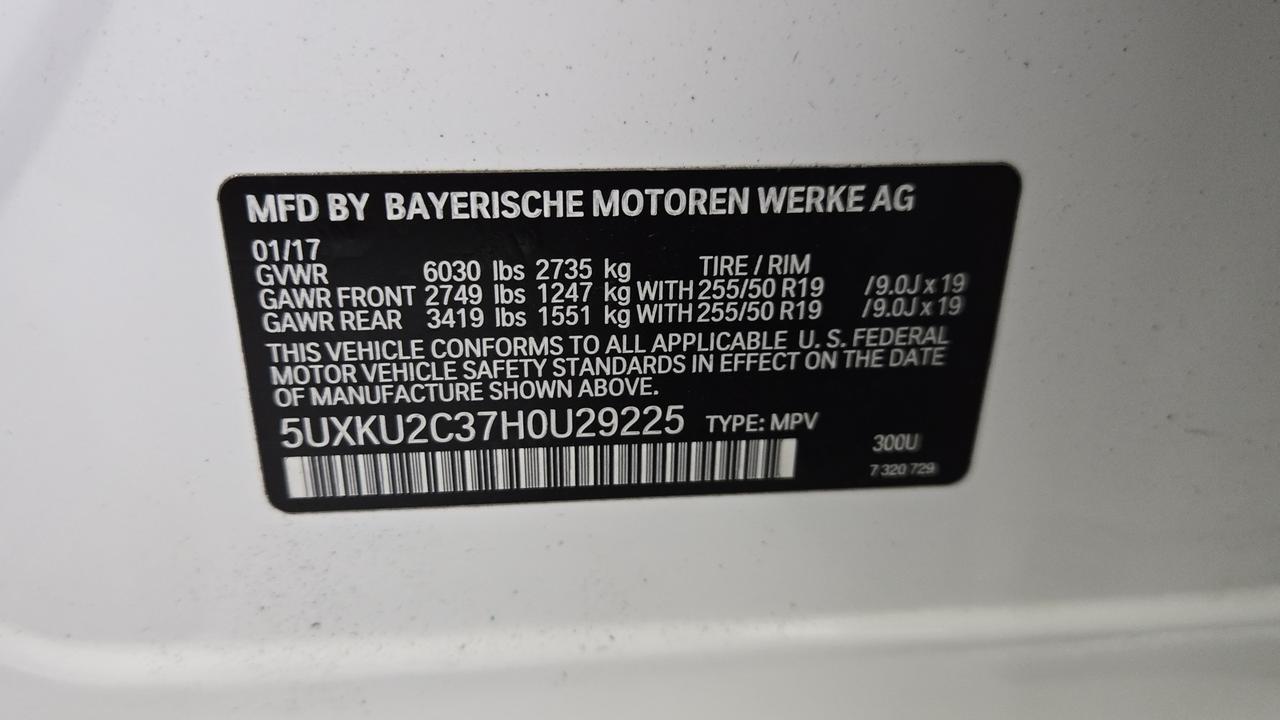 MFD BY BAYERISCHE MOTOREN WERKE AG
01/17
GVWR 6030 lbs 2735 kg TIRE / RIM
GAWR FRONT 2749 lbs 1247 kg WITH 255/50 R19 /9.0J x 19
GAWR REAR 3419 lbs 1551 kg WITH 255/50 R19 /9.0J x 19
THIS VEHICLE CONFORMS TO ALL APPLICABLE U. S. FEDERAL
MOTOR VEHICLE SAFETY STANDARDS IN EFFECT ON THE DATE
OF MANUFACTURE SHOWN ABOVE.
5UXKU2C37H0U29225 TYPE: MPV
300U
7 320 729